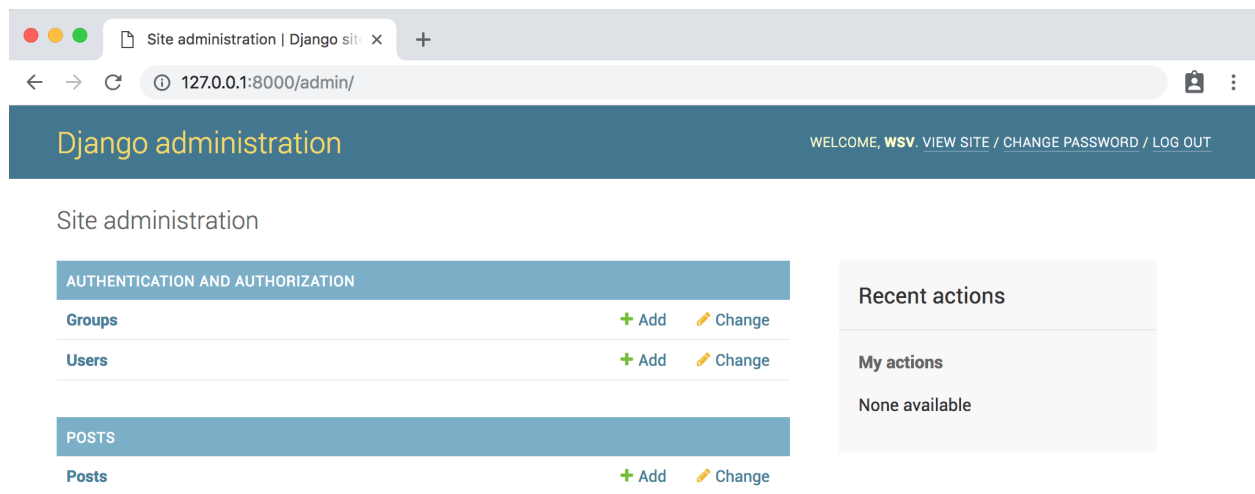 Site administration | Django sit
127.0.0.1:8000/admin/
Django administration
WELCOME, WSV. VIEW SITE / CHANGE PASSWORD / LOG OUT
Site administration
AUTHENTICATION AND AUTHORIZATION
Groups Add Change
Users Add Change
POSTS
Posts Add Change
Recent actions
My actions
None available